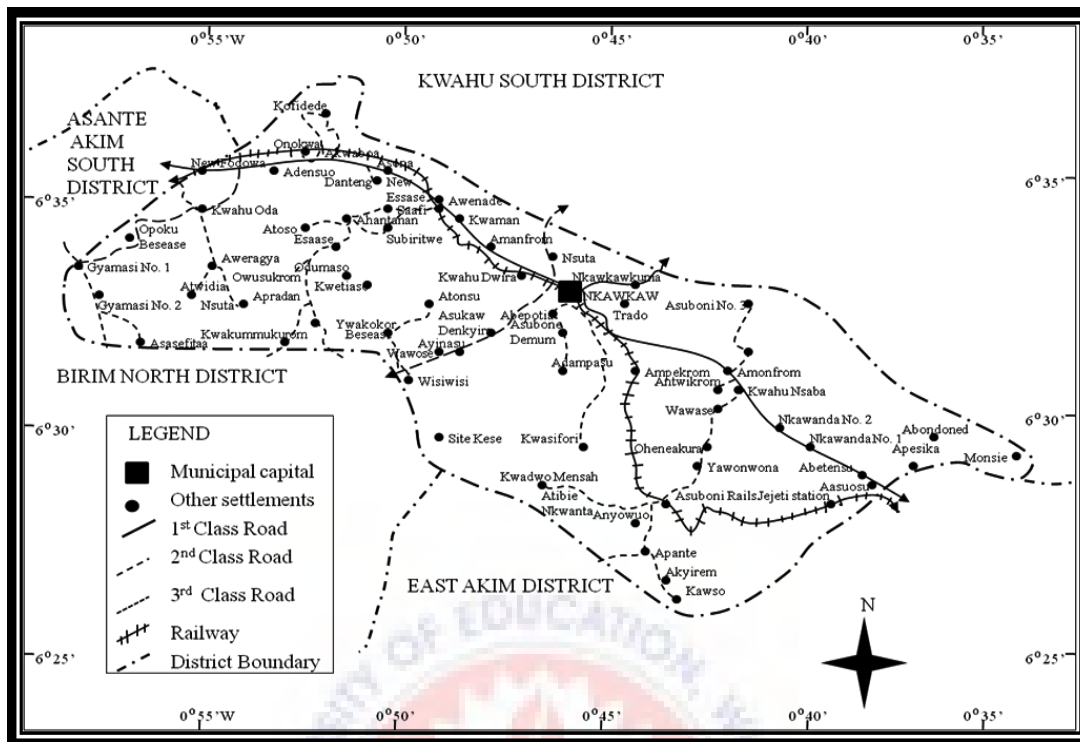 0°55'W 0°50' 0°45' 0°40' 0°35'
KWAHU SOUTH DISTRICT
ASANTE
AKIM
SOUTH
DISTRICT
Kofidede
Onokwa
Akwaboa
Asona
New Fodowa
Adensuo
Danteng
New
Essase
Awenade
Saafi
Kwahu Oda
Ahantanan
Kwaman
Atoso
Opoku
Besease
Esaase
Subiritwe
Amanfrom
Nsuta
6°35' 6°35'
Gyamasi No. 1
Aweragya
Owusukrom
Odumaso
Kwahu Dwira
Nkawkawkuma
Atwidia
Kwetiase
NKAWKAW
Gyamasi No. 2
Nsuta
Apradan
Atonsu
Abepotia
Trado
Asuboni No. 3
Asukaw
Denkyi
Asubone
Demum
Kwakummukurom
Ywakokor
Besease
Asasefitaa
Ayinasu
Wawose
Adampasu
Ampekrom
Amonfrom
BIRIM NORTH DISTRICT
Wisiwisi
Antwikrom
Kwahu Nsaba
Wawase
Nkawanda No. 2
6°30' 6°30'
Site Kese
Kwasifori
Oheneakura
Nkawanda No. 1
Abondoned
Apesika
Monsie
Yawonwona
Abetensu
Kwadwo Mensah
Aasuosu
Atibie
Nkwanta
Asuboni Rails
Jejeti station
Anyowuo
Apante
Akyirem
Kawso
EAST AKIM DISTRICT
LEGEND
Municipal capital
Other settlements
1st Class Road
2nd Class Road
3rd Class Road
Railway
District Boundary
N
6°25' 6°25'
0°55'W 0°50' 0°45' 0°40' 0°35'
OF EDUCATION,